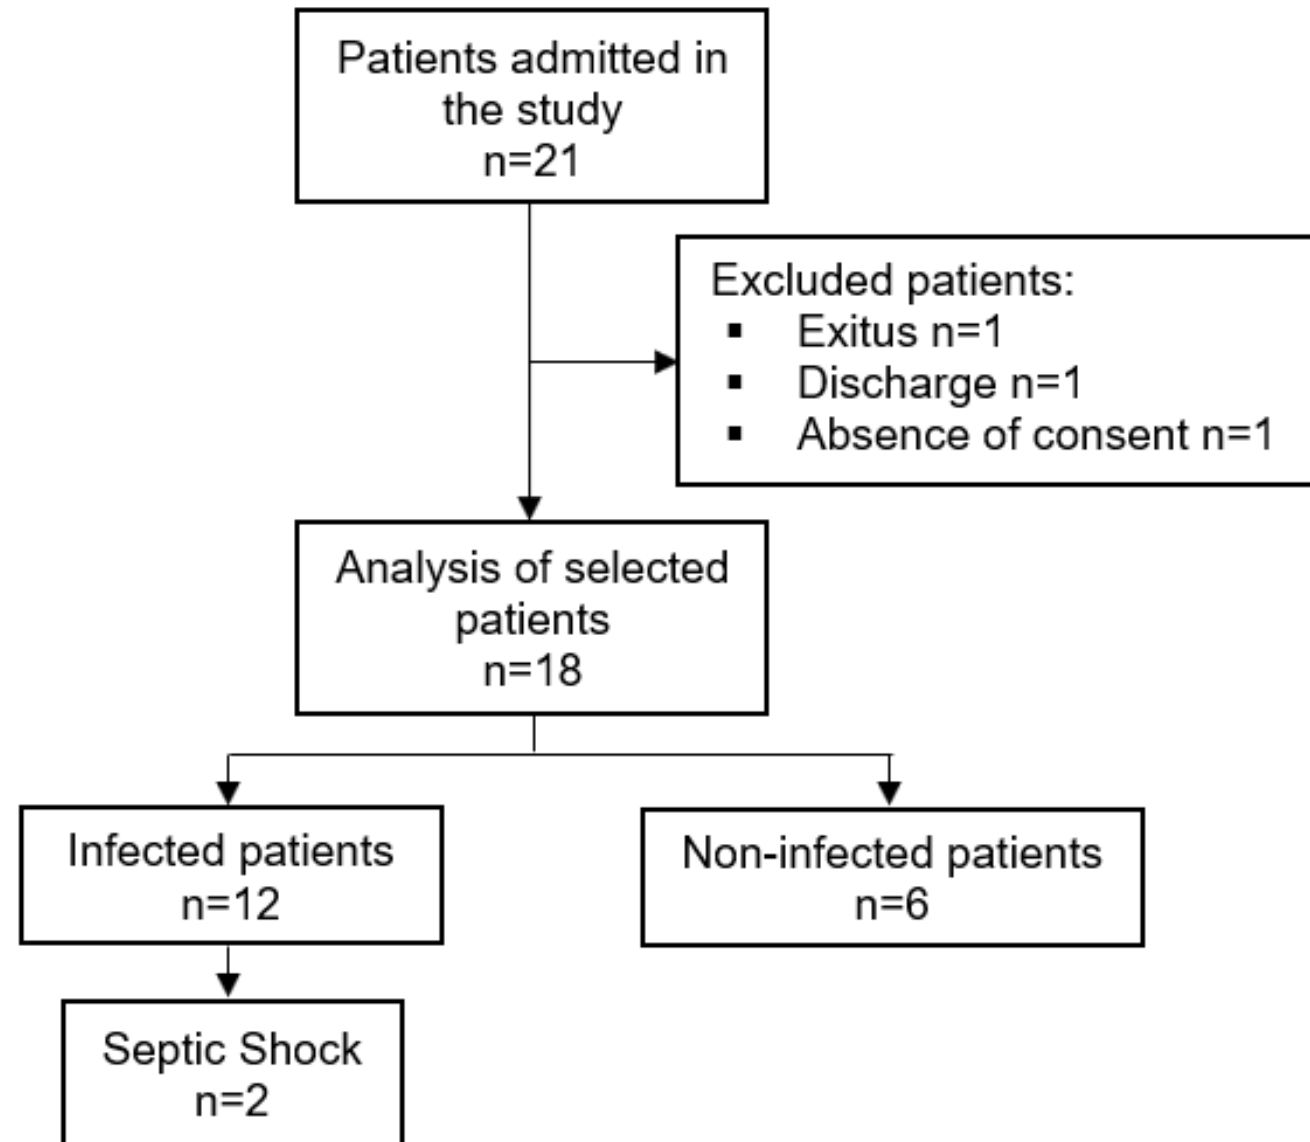 Patients admitted in
the study
n=21
Excluded patients:
▪ Exitus n=1
▪ Discharge n=1
▪ Absence of consent n=1
Analysis of selected
patients
n=18
Infected patients
n=12
Non-infected patients
n=6
Septic Shock
n=2